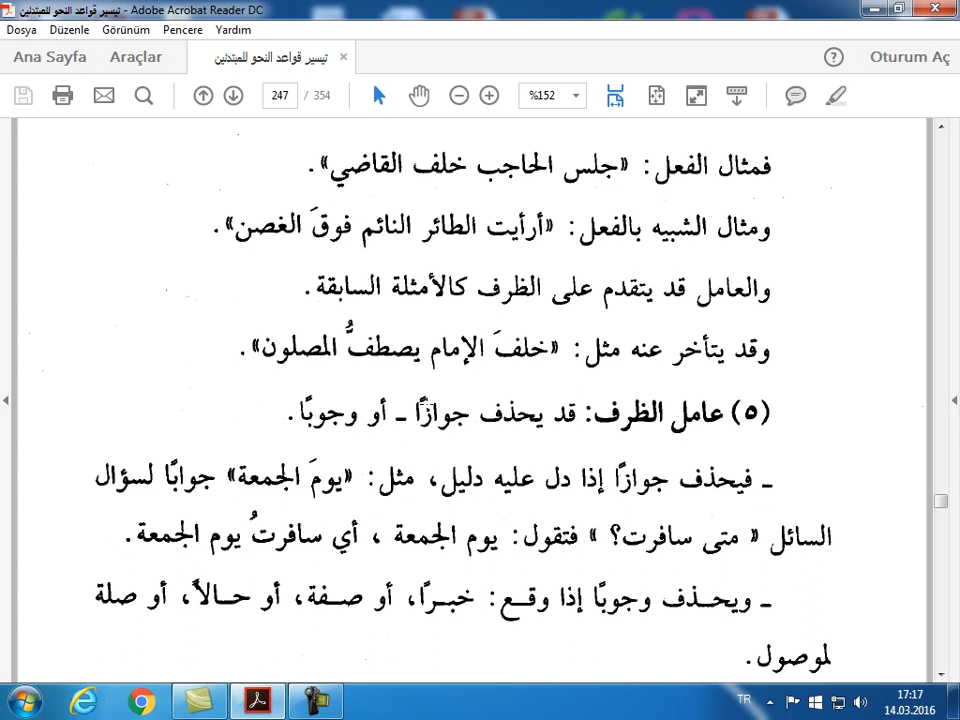 تيسير قواعد النحو للمبتدئين - Adobe Acrobat Reader DC
Dosya Düzenle Görünüm Pencere Yardım
Ana Sayfa Araçlar تيسير قواعد النحو للمبتدئين × Oturum Aç
247 / 354 %152
فمثال الفعل: «جلس الحاجب خلف القاضي».
ومثال الشبيه بالفعل: «أرأيت الطائر النائم فوقَ الغصن».
والعامل قد يتقدم على الظرف كالأمثلة السابقة.
وقد يتأخر عنه مثل: «خلفَ الإمام يصطفُّ المصلون».
(٥) عامل الظرف: قد يحذف جوازًا ـ أو وجوبًا.
ـ فيحذف جوازًا إذا دل عليه دليل، مثل: «يومَ الجمعة» جوابًا لسؤال
السائل « متى سافرت؟ » فتقول: يوم الجمعة ، أي سافرتُ يوم الجمعة.
ـ ويحـذف وجوبًا إذا وقـع: خبـرًا، أو صـفة، أو حـالاً، أو صلة
لموصول.
TR 17:17
14.03.2016